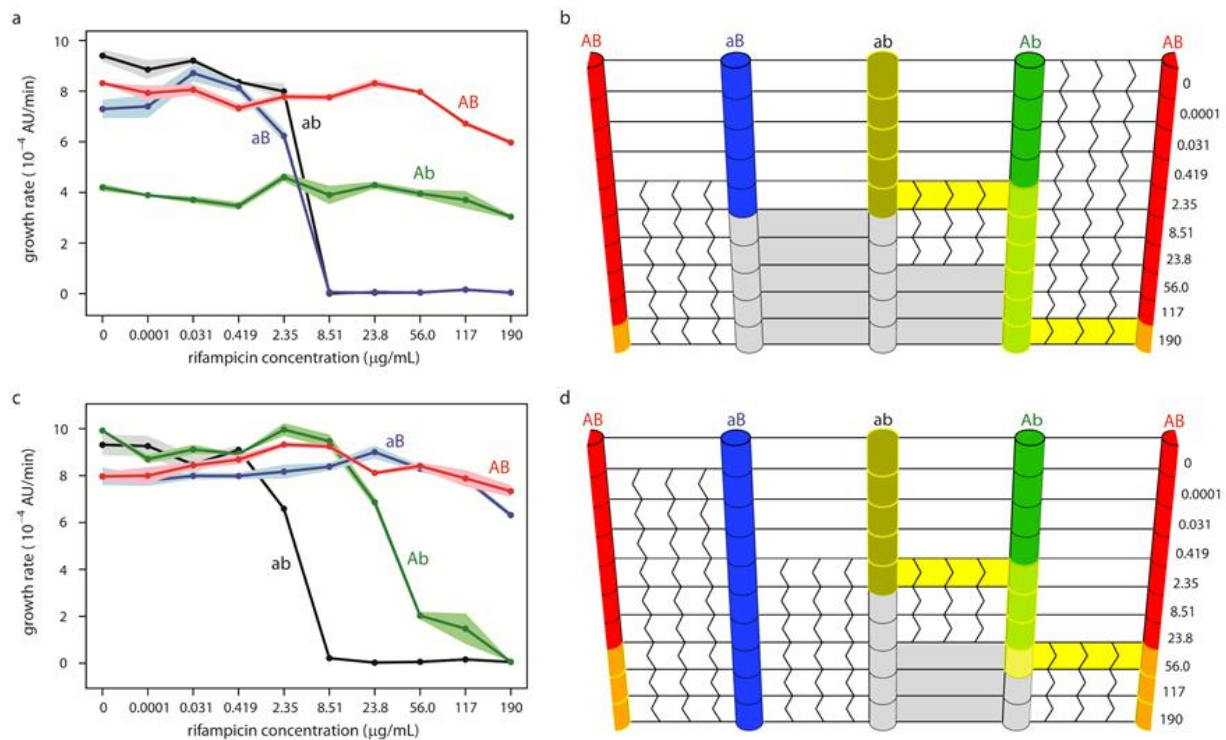 a
10
8
6
4
2
0
growth rate (10⁻⁴ AU/min)
AB
ab
aB
Ab
0 0.0001 0.031 0.419 2.35 8.51 23.8 56.0 117 190
rifampicin concentration (μg/mL)
b
AB aB ab Ab AB
0
0.0001
0.031
0.419
2.35
8.51
23.8
56.0
117
190
c
10
8
6
4
2
0
growth rate (10⁻⁴ AU/min)
aB
AB
ab
Ab
0 0.0001 0.031 0.419 2.35 8.51 23.8 56.0 117 190
rifampicin concentration (μg/mL)
d
AB aB ab Ab AB
0
0.0001
0.031
0.419
2.35
8.51
23.8
56.0
117
190